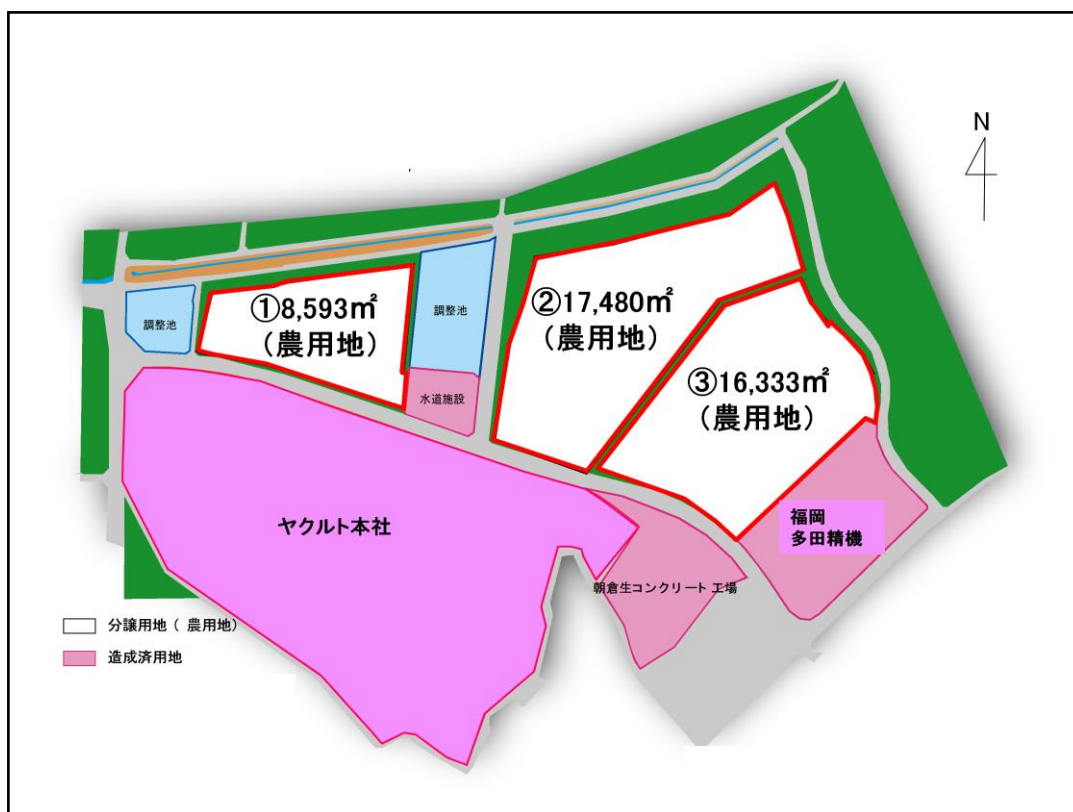 N
①8,593㎡
(農用地)
調整池
調整池
水道施設
②17,480㎡
(農用地)
③16,333㎡
(農用地)
ヤクルト本社
福岡
多田精機
朝倉生コンクリート 工場
分譲用地 ( 農用地)
造成済用地